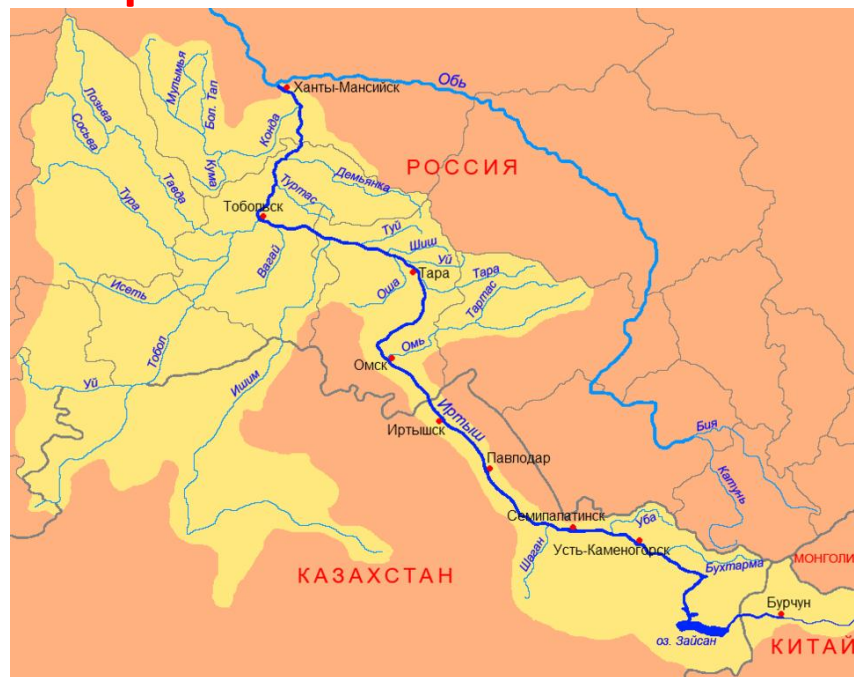 Обь
Ханты-Мансийск
Мулымья
Лозьва
Бол. Тап
Сосьва
Конда
РОССИЯ
Кума
Демьянка
Тавда
Туртас
Тура
Тобольск
Туй
Шиш
Уй
Вагай
Тара
Тара
Исеть
Оша
Тартас
Тобол
Омь
Омск
Уй
Ишим
Иртыш
Иртышск
Бия
Павлодар
Катунь
Семипалатинск
Уба
Шаган
Усть-Каменогорск
МОНГОЛИ
Бухтарма
КАЗАХСТАН
Бурчун
оз. Зайсан
КИТАЙ